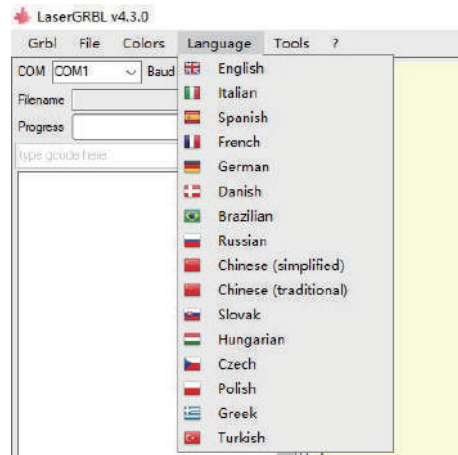 LaserGRBL v4.3.0
Grbl File Colors Language Tools ?
COM COM1 Baud
Filename
Progress
type gcode here
English
Italian
Spanish
French
German
Danish
Brazilian
Russian
Chinese (simplified)
Chinese (traditional)
Slovak
Hungarian
Czech
Polish
Greek
Turkish